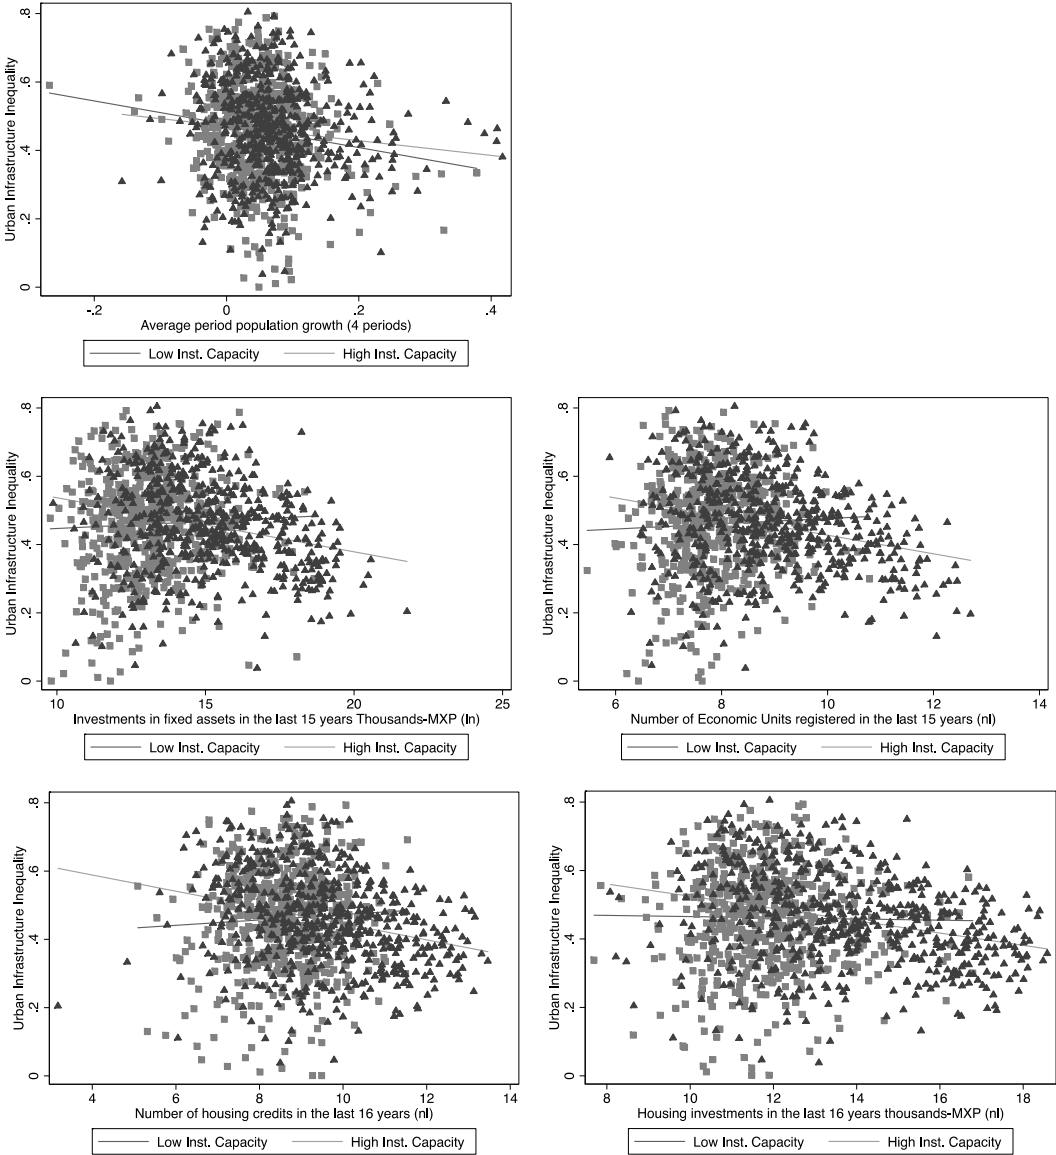 Urban Infrastructure Inequality
.8
.6
.4
.2
0
-.2 0 .2 .4
Average period population growth (4 periods)
Low Inst. Capacity High Inst. Capacity
Urban Infrastructure Inequality
.8
.6
.4
.2
0
10 15 20 25
Investments in fixed assets in the last 15 years Thousands-MXP (ln)
Low Inst. Capacity High Inst. Capacity
Urban Infrastructure Inequality
.8
.6
.4
.2
0
6 8 10 12 14
Number of Economic Units registered in the last 15 years (nl)
Low Inst. Capacity High Inst. Capacity
Urban Infrastructure Inequality
.8
.6
.4
.2
0
4 6 8 10 12 14
Number of housing credits in the last 16 years (nl)
Low Inst. Capacity High Inst. Capacity
Urban Infrastructure Inequality
.8
.6
.4
.2
0
8 10 12 14 16 18
Housing investments in the last 16 years thousands-MXP (nl)
Low Inst. Capacity High Inst. Capacity